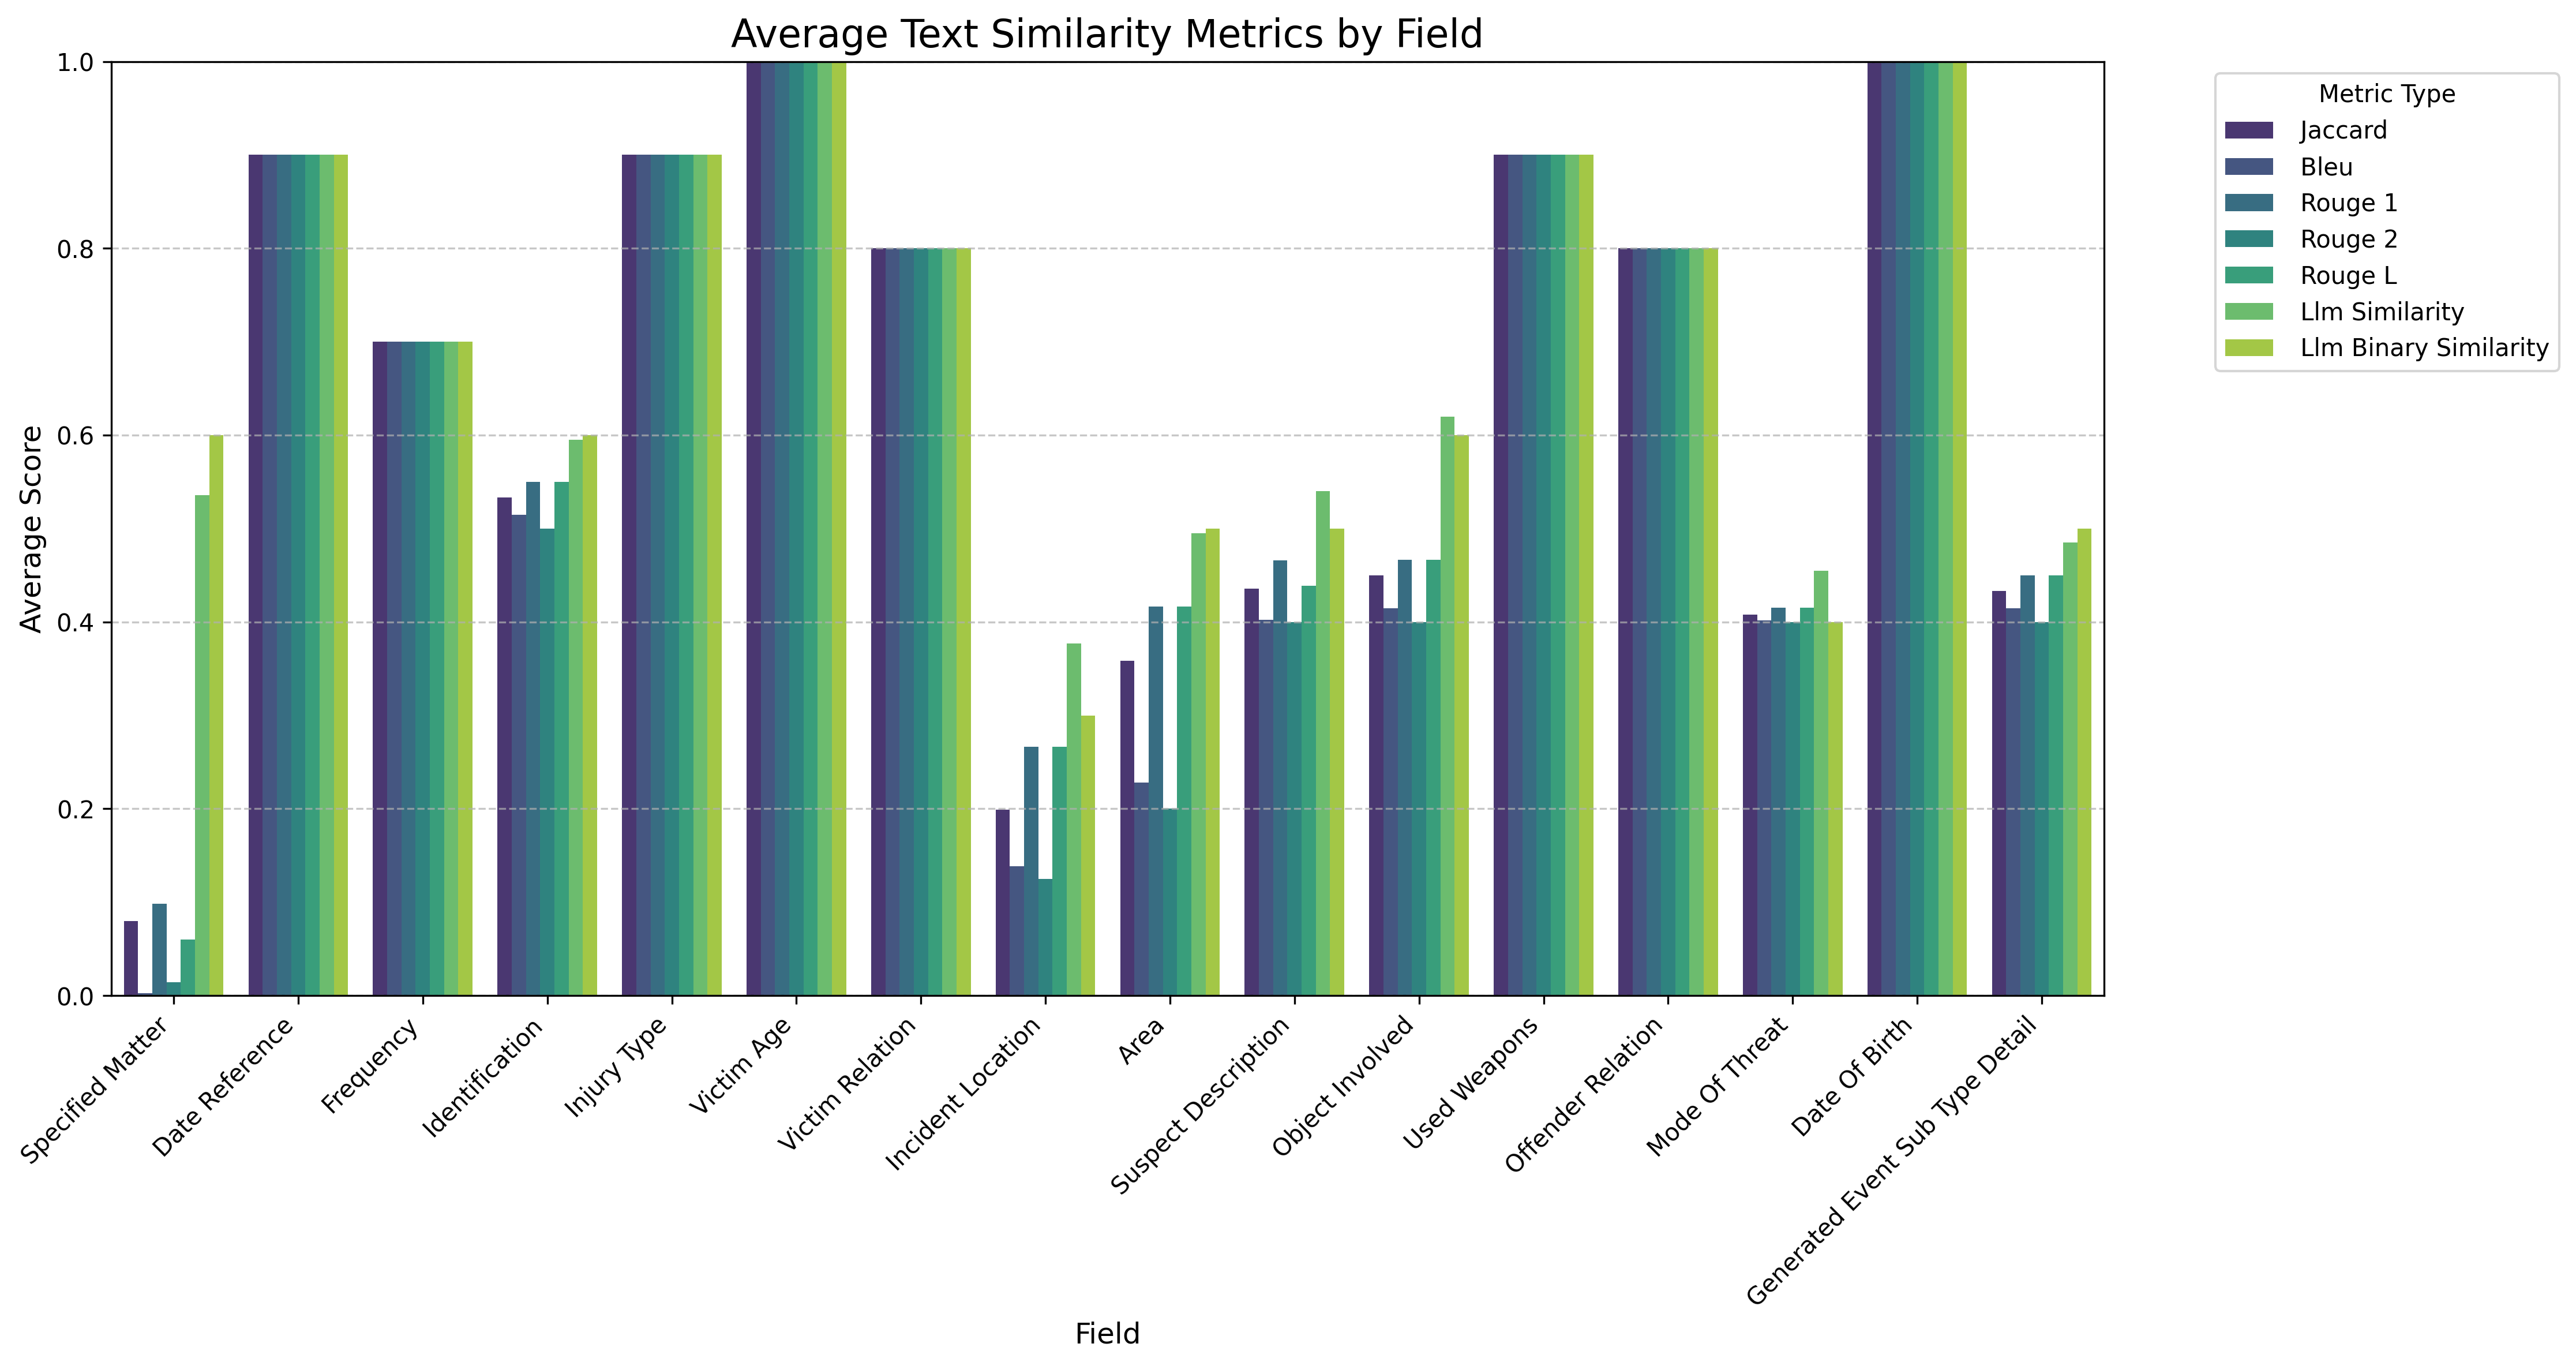 Average Text Similarity Metrics by Field
Average Score
1.0
0.8
0.6
0.4
0.2
0.0
Specified Matter
Date Reference
Frequency
Identification
Injury Type
Victim Age
Victim Relation
Incident Location
Area
Suspect Description
Object Involved
Used Weapons
Offender Relation
Mode Of Threat
Date Of Birth
Generated Event Sub Type Detail
Field
Metric Type
Jaccard
Bleu
Rouge 1
Rouge 2
Rouge L
Llm Similarity
Llm Binary Similarity